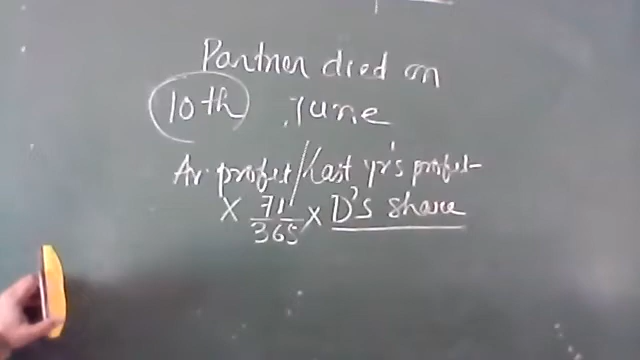 Partner died on
10th June
Av. profit / Last yr's profit
× 71/365 × D's share